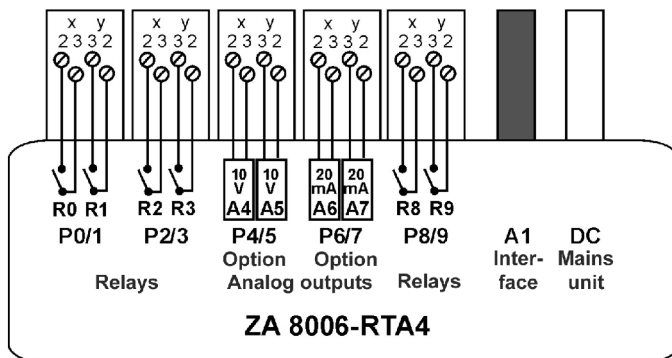 x y x y x y x y x y
2 3 3 2 2 3 3 2 2 3 3 2 2 3 3 2 2 3 3 2
10 10 20 20
V V mA mA
R0 R1 R2 R3 A4 A5 A6 A7 R8 R9
P0/1 P2/3 P4/5 P6/7 P8/9 A1 DC
Option Option Inter- Mains
Relays Analog outputs Relays face unit
ZA 8006-RTA4